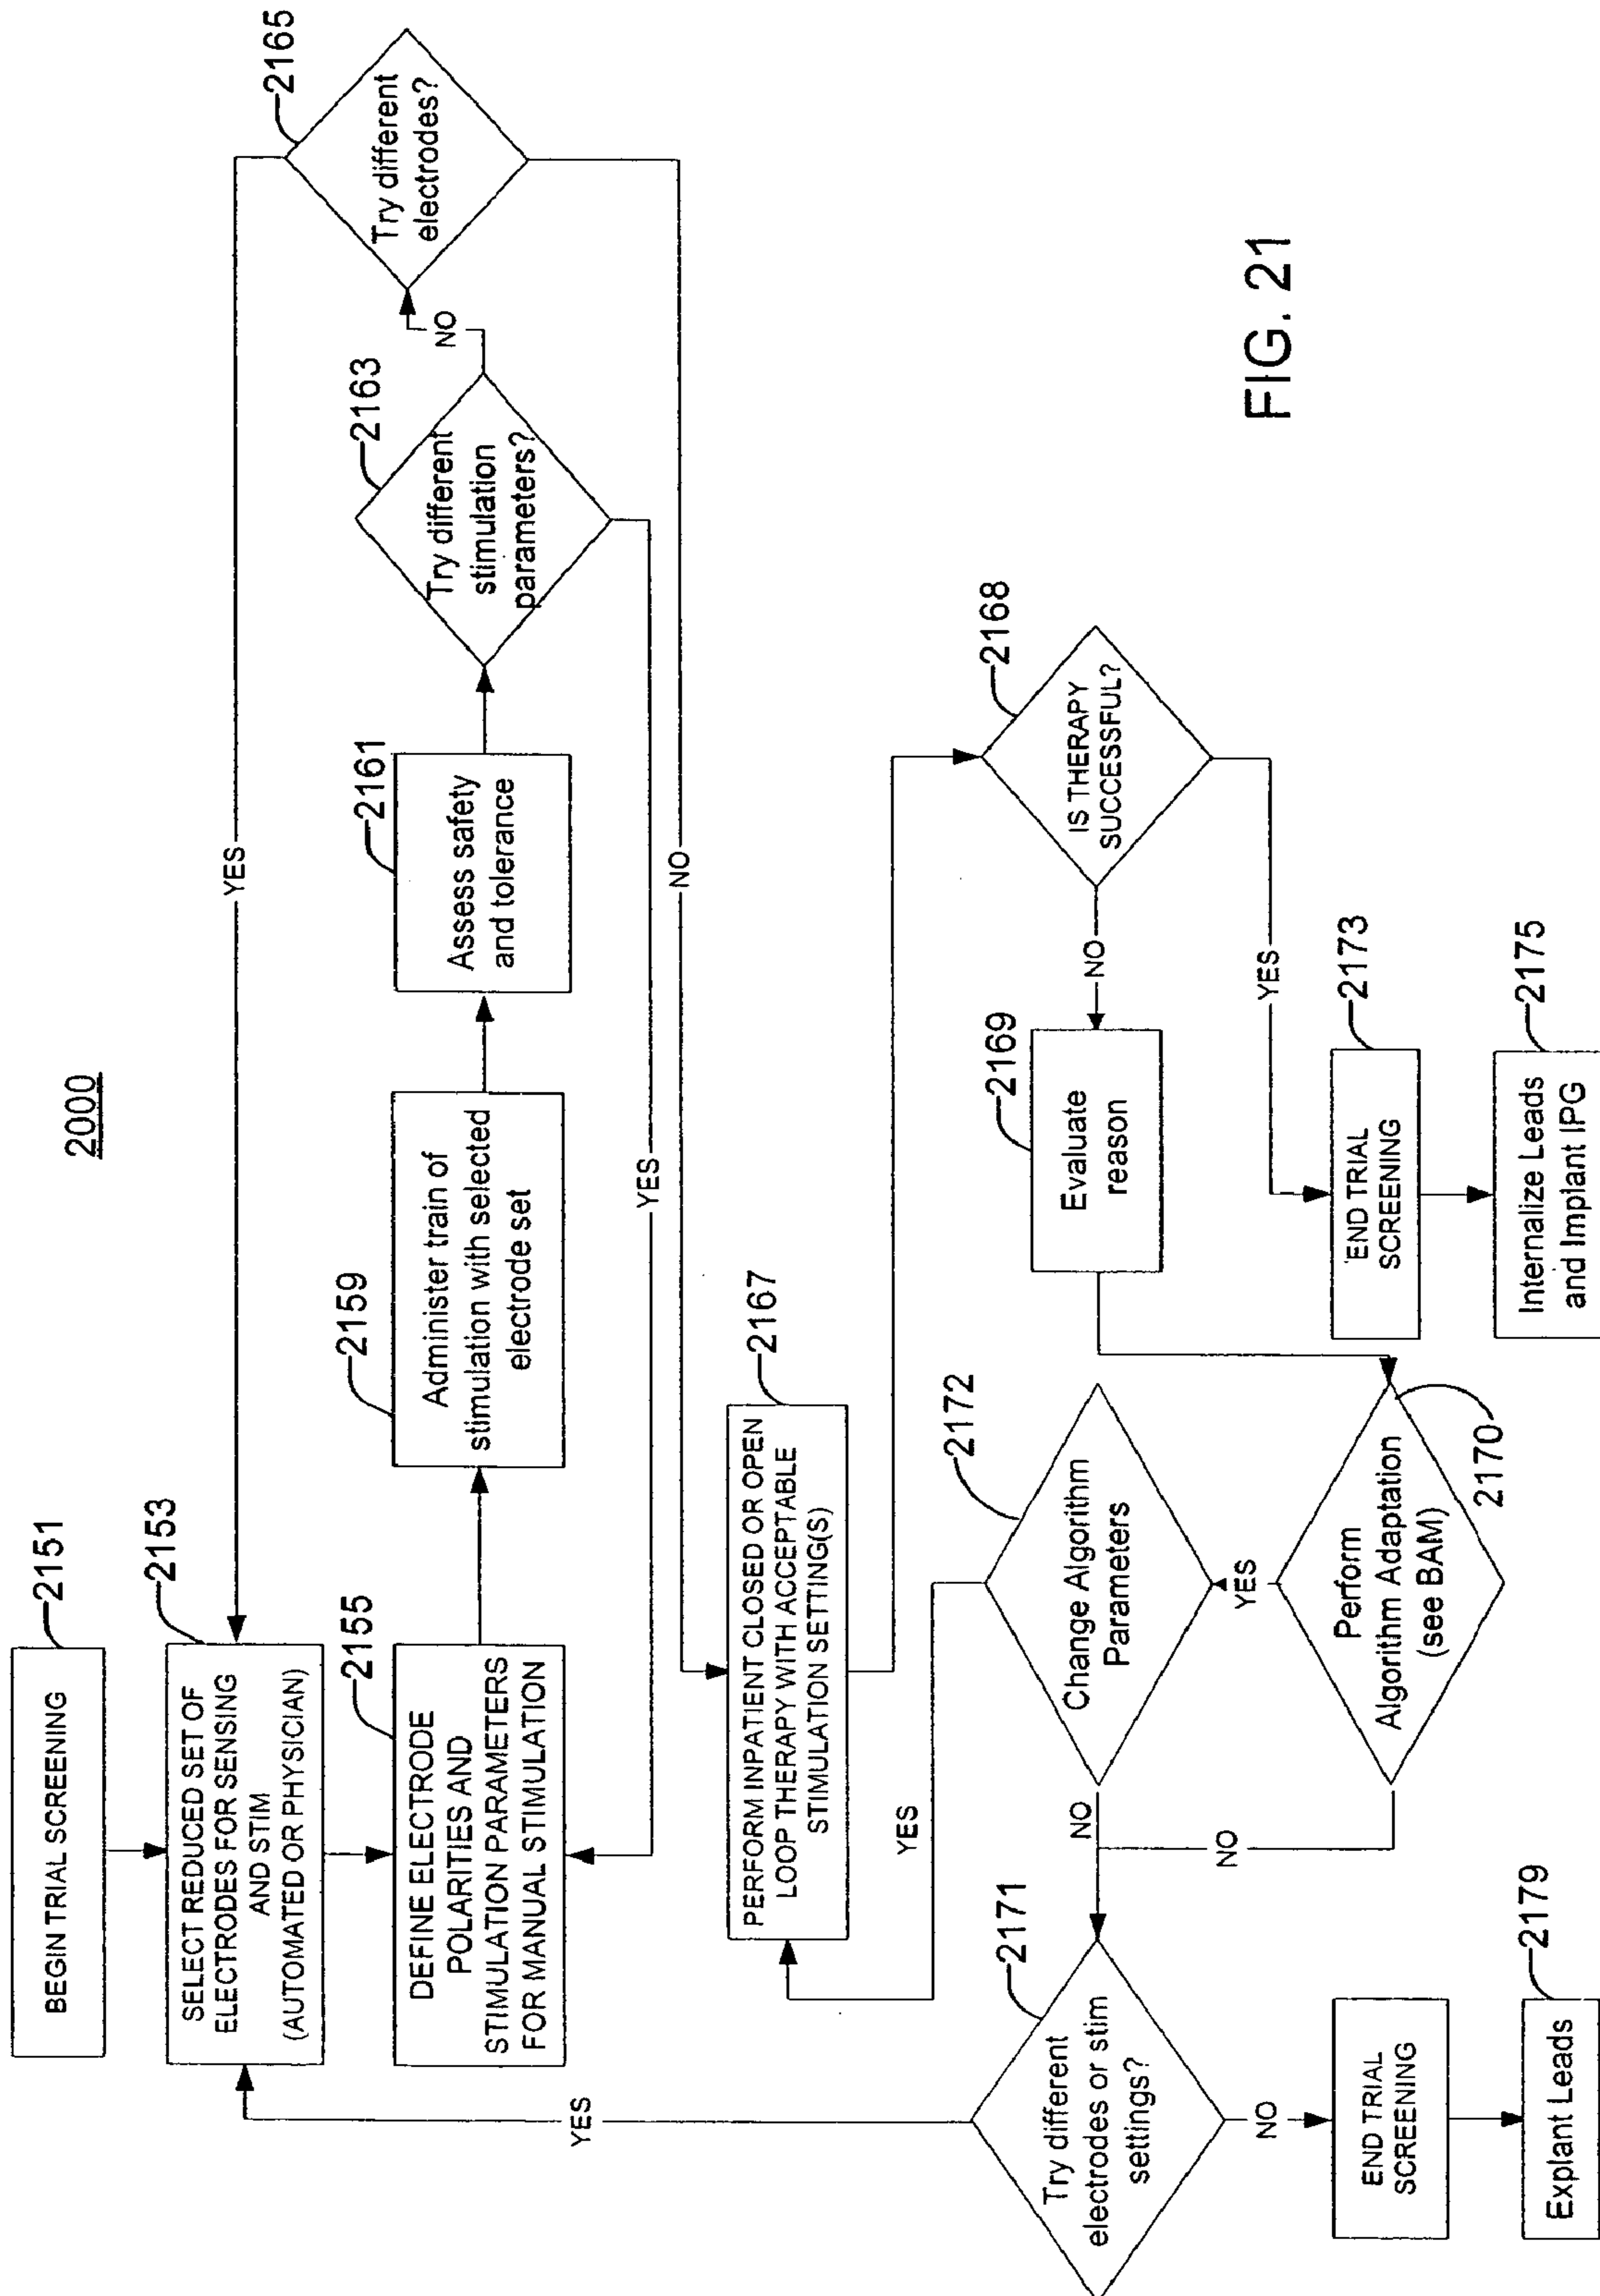 2000
BEGIN TRIAL SCREENING
2151
SELECT REDUCED SET OF
ELECTRODES FOR SENSING
AND STIM
(AUTOMATED OR PHYSICIAN)
2153
DEFINE ELECTRODE
POLARITIES AND
STIMULATION PARAMETERS
FOR MANUAL STIMULATION
2155
Administer train of
stimulation with selected
electrode set
2159
Assess safety
and tolerance
2161
Try different
stimulation
parameters?
2163
NO
YES
Try different
electrodes?
2165
YES
NO
PERFORM INPATIENT CLOSED OR OPEN
LOOP THERAPY WITH ACCEPTABLE
STIMULATION SETTING(S)
2167
IS THERAPY
SUCCESSFUL?
2168
NO
YES
Evaluate
reason
2169
Perform
Algorithm Adaptation
(see BAM)
2170
YES
NO
Change Algorithm
Parameters
2172
YES
NO
Try different
electrodes or stim
settings?
2171
YES
NO
END TRIAL
SCREENING
Explant Leads
2179
END TRIAL
SCREENING
2173
Internalize Leads
and Implant IPG
2175
FIG. 21